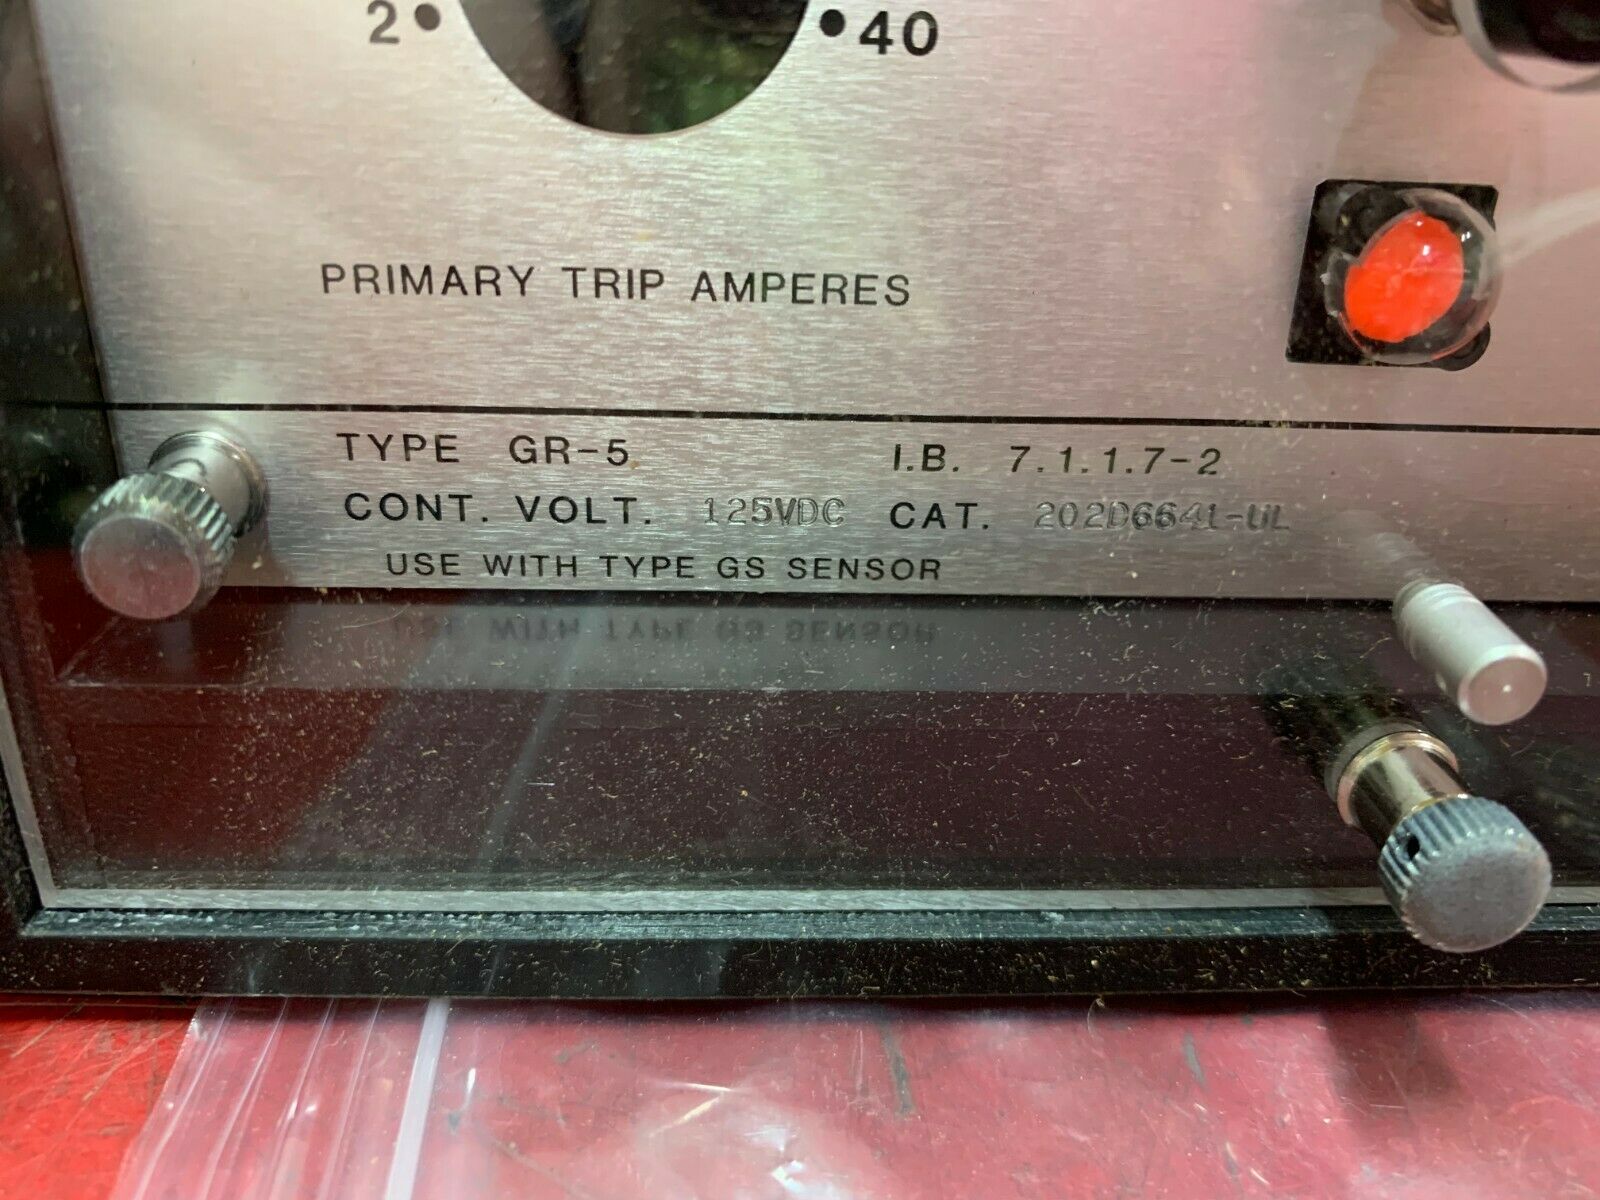 2• •40
PRIMARY TRIP AMPERES
TYPE GR-5 I.B. 7.1.1.7-2
CONT. VOLT. 125VDC CAT. 202D6641-UL
USE WITH TYPE GS SENSOR